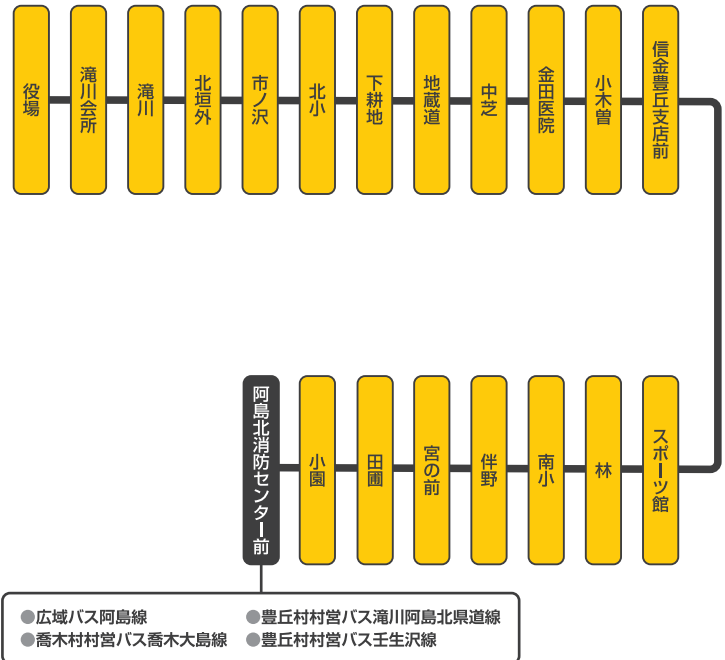 役場
滝川会所
滝川
北垣外
市ノ沢
北小
下耕地
地蔵道
中芝
金田医院
小木曽
信金豊丘支店前
スポーツ館
林
南小
伴野
宮の前
田圃
小園
阿島北消防センター前
●広域バス阿島線
●豊丘村村営バス滝川阿島北県道線
●喬木村村営バス喬木大島線
●豊丘村村営バス壬生沢線